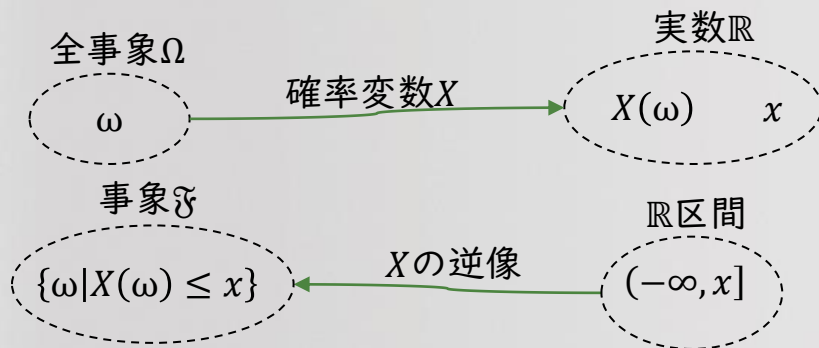 全事象Ω
実数ℝ
確率変数X
ω
X(ω) x
事象𝔉
ℝ区間
Xの逆像
{ω|X(ω) ≤ x}
(−∞, x]